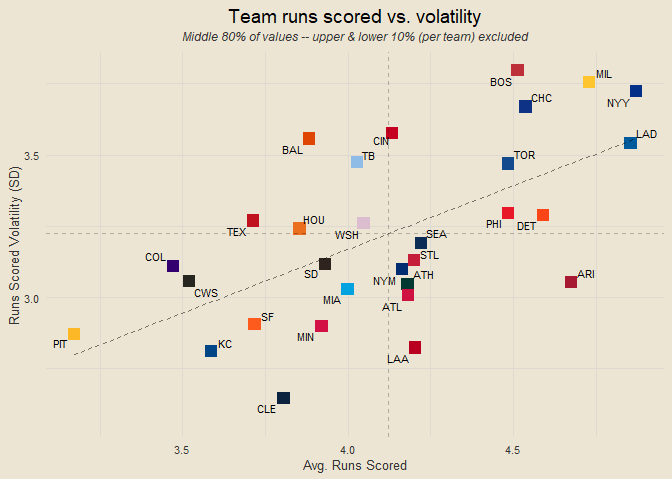 Team runs scored vs. volatility
Middle 80% of values -- upper & lower 10% (per team) excluded
BOS
MIL
CHC
NYY
CIN
LAD
BAL
TB
TOR
3.5
TEX
HOU
WSH
PHI
DET
SEA
COL
STL
SD
CWS
NYM
ATH
ARI
MIA
ATL
3.0
SF
MIN
PIT
KC
LAA
CLE
Runs Scored Volatility (SD)
3.5
4.0
4.5
Avg. Runs Scored